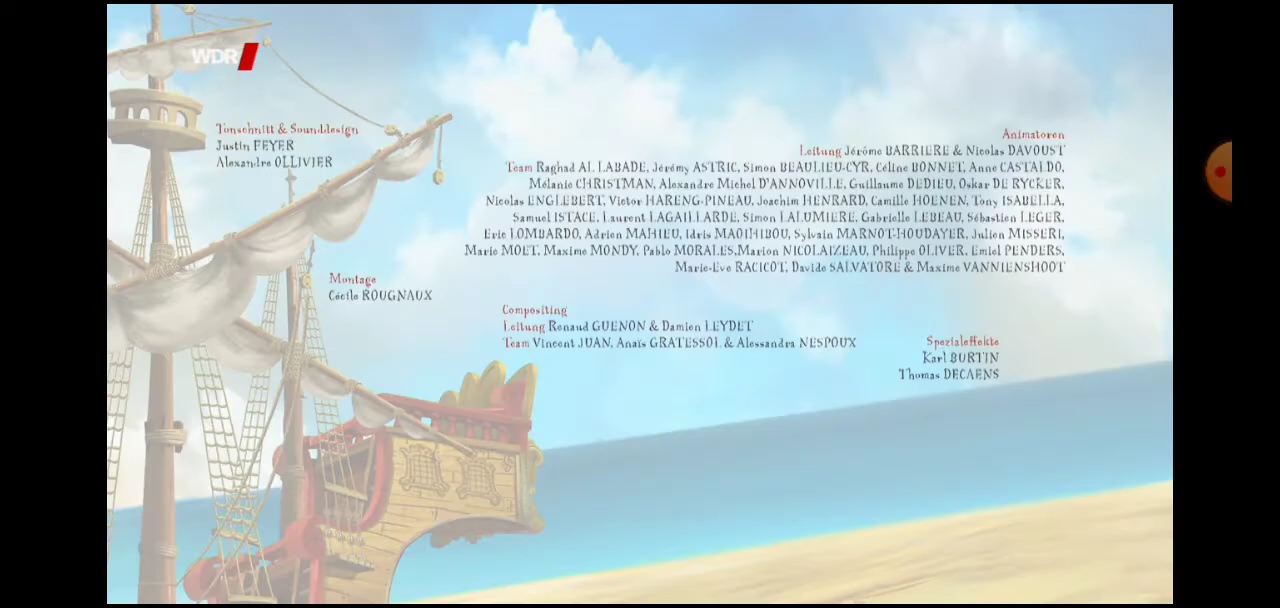 WDR
Tonschnitt & Sounddesign
Justin FEYER
Alexandre OLLIVIER
Animatoren
Leitung Jérôme BARRIERE & Nicolas DAVOUST
Team Raghad AL LABADE, Jérémy ASTRIC, Simon BEAULIEU-CYR, Céline BONNET, Anne CASTALDO,
Mélanie CHRISTMAN, Alexandre Michel D'ANNOVILLE, Guillaume DEDIEU, Oskar DE RYCKER,
Nicolas ENGLEBERT, Victor HARENG-PINEAU, Joachim HENRARD, Camille HOENEN, Tony ISABELLA,
Samuel ISTACE, Laurent LAGAILLARDE, Simon LALUMIERE, Gabrielle LEBEAU, Sébastien LEGER,
Eric LOMBARDO, Adrien MAHIEU, Idris MAOIHIBOU, Sylvain MARNOT-HOUDAYER, Julien MISSERI,
Marie MOET, Maxime MONDY, Pablo MORALES,Marion NICOLAIZEAU, Philippe OLIVER, Emiel PENDERS,
Marie-Eve RACICOT, Davide SALVATORE & Maxime VANNIENSHOOT
Montage
Cécile ROUGNAUX
Compositing
Leitung Renaud GUENON & Damien LEYDET
Team Vincent JUAN, Anaïs GRATESSOL & Alessandra NESPOUX
Spezialeffekte
Karl BURTIN
Thomas DECAENS